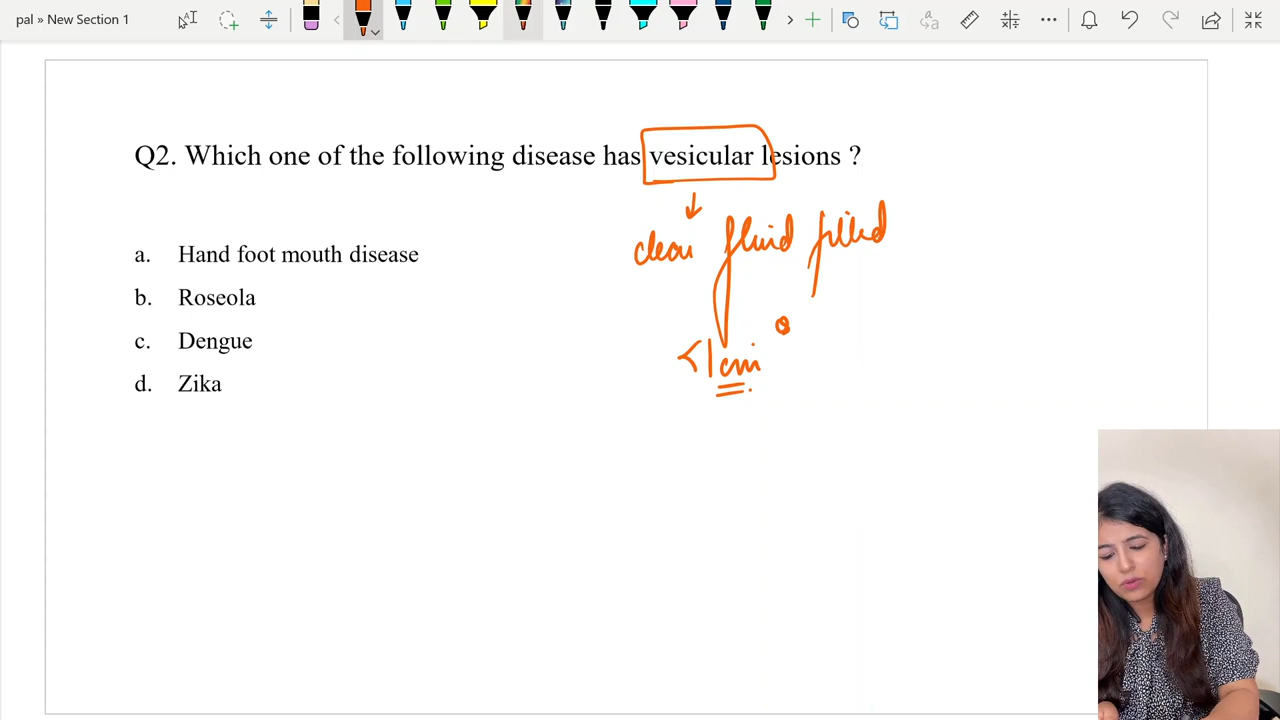 pal » New Section 1
Q2. Which one of the following disease has vesicular lesions ?
clear fluid filled
a. Hand foot mouth disease
b. Roseola
<1cm
c. Dengue
d. Zika